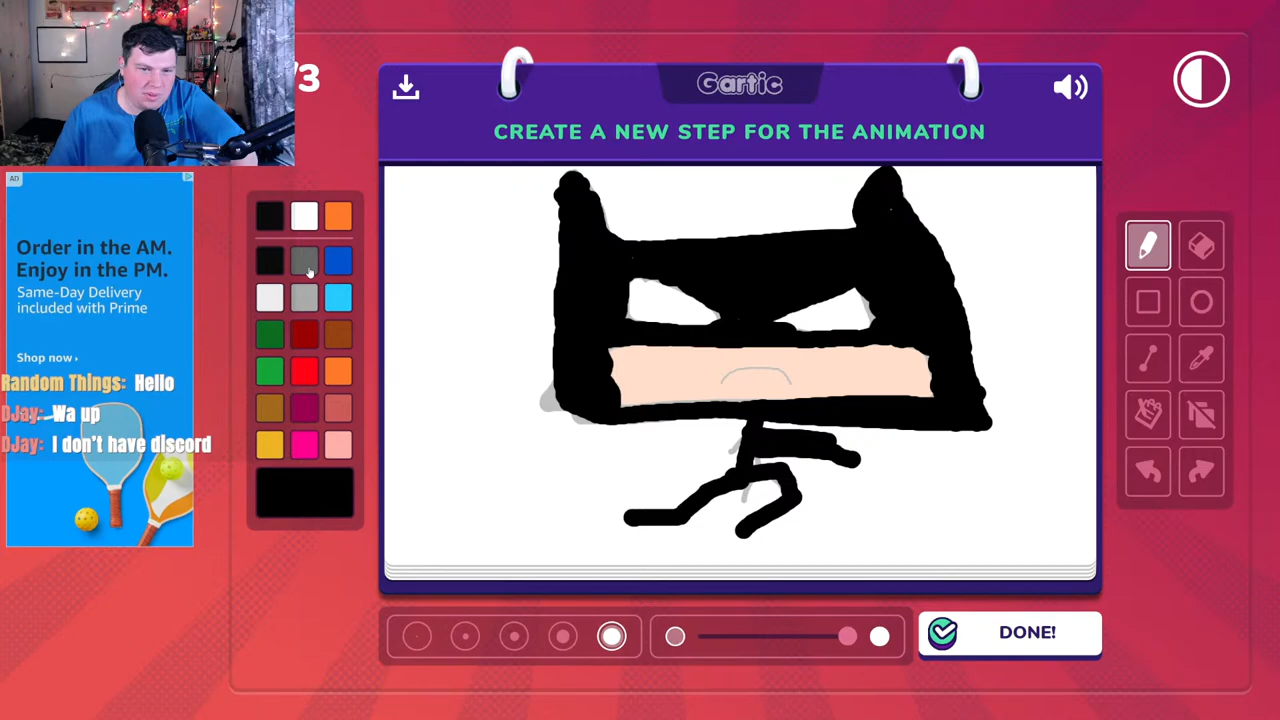 /3
Gartic
CREATE A NEW STEP FOR THE ANIMATION
AD
Order in the AM.
Enjoy in the PM.
Same-Day Delivery
included with Prime
Shop now ›
Random Things: Hello
DJay: Wa up
DJay: I don't have discord
DONE!